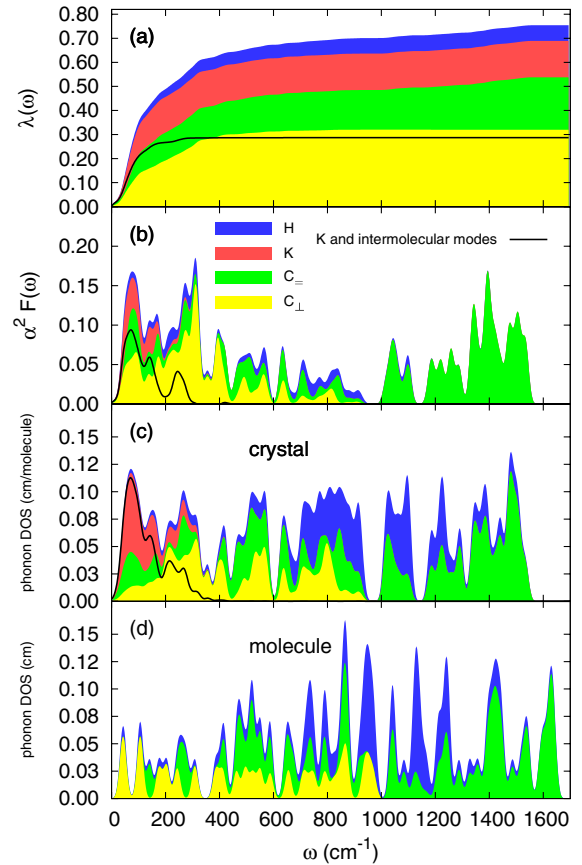 (a)
0.80
0.70
0.60
0.50
0.40
0.30
0.20
0.10
0.00
λ(ω)
(b)
H
K
C=
C⊥
K and intermolecular modes
0.20
0.15
0.10
0.05
0.00
α² F(ω)
(c)
crystal
0.15
0.12
0.10
0.08
0.05
0.03
0.00
phonon DOS (cm/molecule)
(d)
molecule
0.15
0.12
0.10
0.08
0.05
0.03
0.00
phonon DOS (cm)
0 200 400 600 800 1000 1200 1400 1600
ω (cm⁻¹)